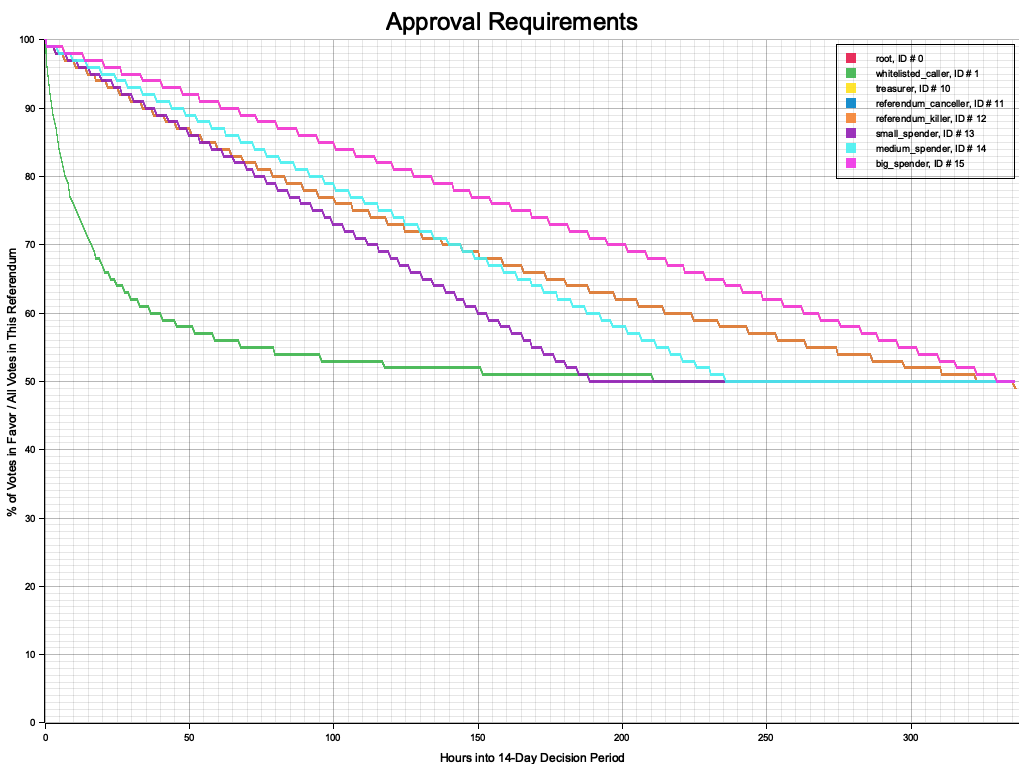 Approval Requirements
root, ID # 0
whitelisted_caller, ID # 1
treasurer, ID # 10
referendum_canceller, ID # 11
referendum_killer, ID # 12
small_spender, ID # 13
medium_spender, ID # 14
big_spender, ID # 15
% of Votes in Favor / All Votes in This Referendum
100
90
80
70
60
50
40
30
20
10
0
0 50 100 150 200 250 300
Hours into 14-Day Decision Period